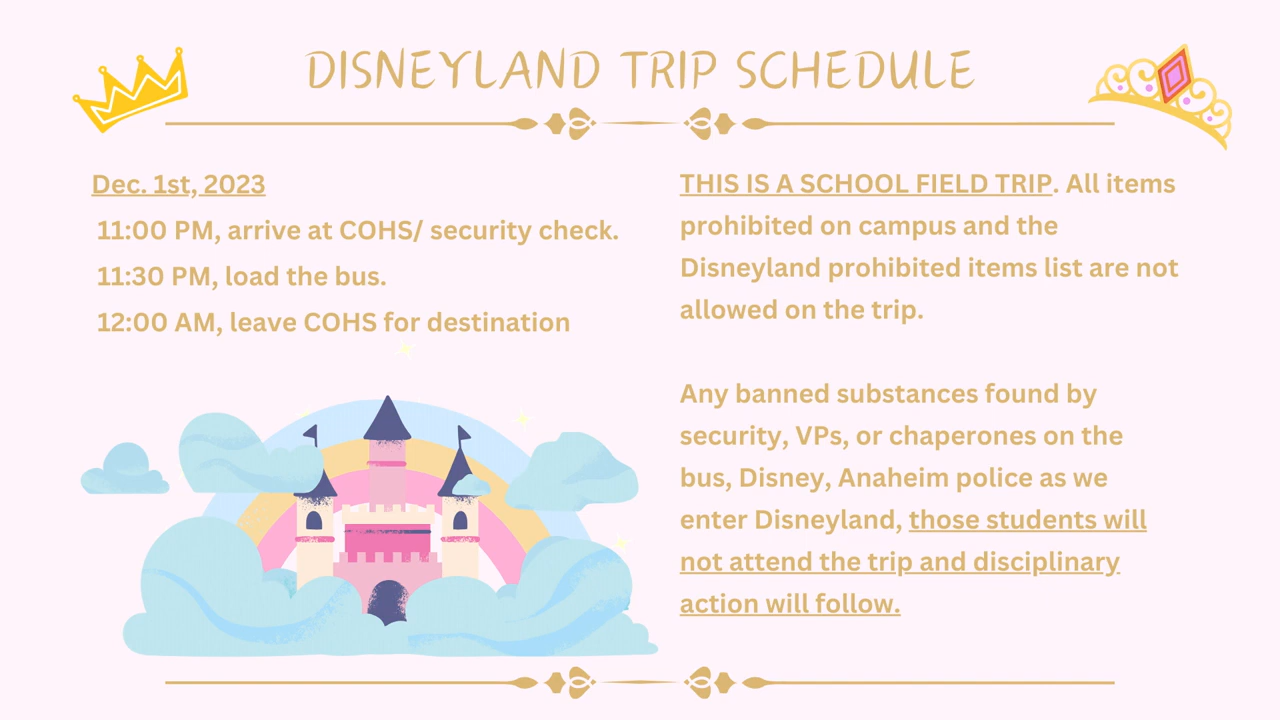 DISNEYLAND TRIP SCHEDULE
Dec. 1st, 2023
11:00 PM, arrive at COHS/ security check.
11:30 PM, load the bus.
12:00 AM, leave COHS for destination
THIS IS A SCHOOL FIELD TRIP. All items
prohibited on campus and the
Disneyland prohibited items list are not
allowed on the trip.
Any banned substances found by
security, VPs, or chaperones on the
bus, Disney, Anaheim police as we
enter Disneyland, those students will
not attend the trip and disciplinary
action will follow.